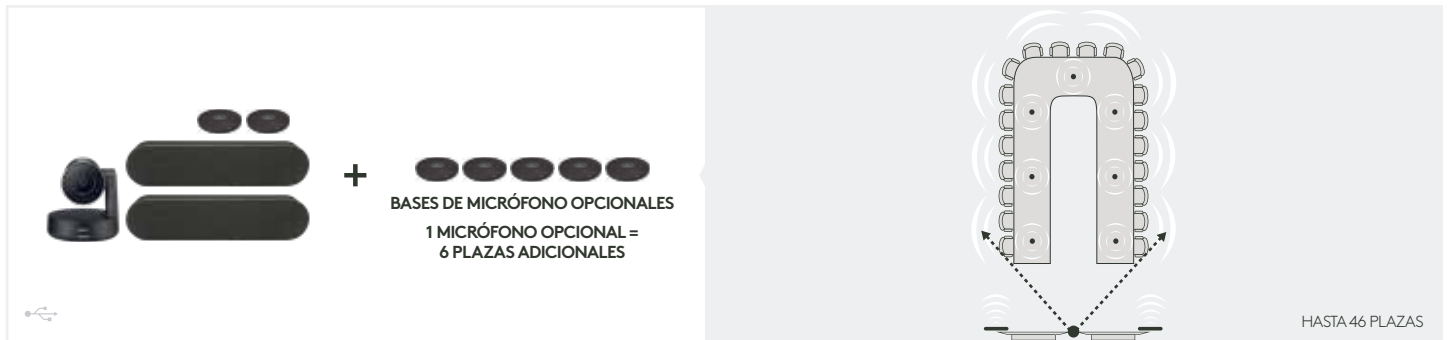 +
BASES DE MICRÓFONO OPCIONALES
1 MICRÓFONO OPCIONAL =
6 PLAZAS ADICIONALES
HASTA 46 PLAZAS